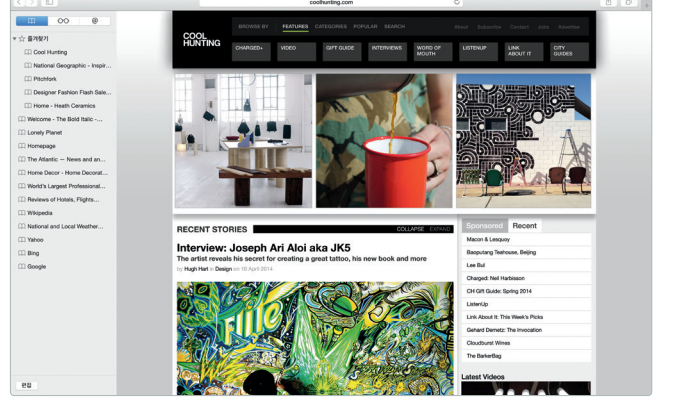 coolhunting.com
@
즐겨찾기
Cool Hunting
National Geographic - Inspir...
Pitchfork
Designer Fashion Flash Sale...
Home - Heath Ceramics
Welcome - The Bold Italic -...
Lonely Planet
Homepage
The Atlantic — News and an...
Home Decor - Home Decorat...
World's Largest Professional...
Reviews of Hotels, Flights...
Wikipedia
National and Local Weather...
Yahoo
Bing
Google
편집
COOL
HUNTING
BROWSE BY FEATURES CATEGORIES POPULAR SEARCH
About Subscribe Contact Jobs Advertise
CHARGED+ VIDEO GIFT GUIDE INTERVIEWS WORD OF MOUTH LISTENUP LINK ABOUT IT CITY GUIDES
RECENT STORIES COLLAPSE EXPAND
Interview: Joseph Ari Aloi aka JK5
The artist reveals his secret for creating a great tattoo, his new book and more
by Hugh Hart in Design on 18 April 2014
Sponsored Recent
Macon & Lesquoy
Baoputang Teahouse, Beijing
Lee Bul
Charged: Neil Harbisson
CH Gift Guide: Spring 2014
ListenUp
Link About It: This Week's Picks
Gehard Demetz: The Invocation
Cloudburst Wines
The BarkerBag
Latest Videos